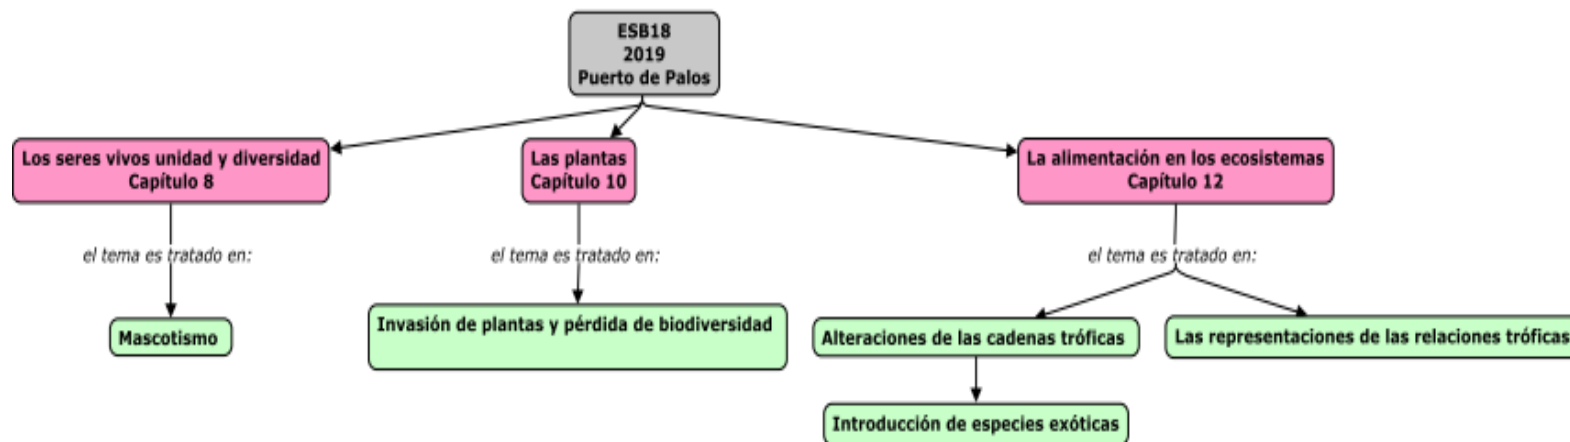 ESB18
2019
Puerto de Palos
Los seres vivos unidad y diversidad
Capítulo 8
Las plantas
Capítulo 10
La alimentación en los ecosistemas
Capítulo 12
el tema es tratado en:
el tema es tratado en:
el tema es tratado en:
Mascotismo
Invasión de plantas y pérdida de biodiversidad
Alteraciones de las cadenas tróficas
Las representaciones de las relaciones tróficas
Introducción de especies exóticas